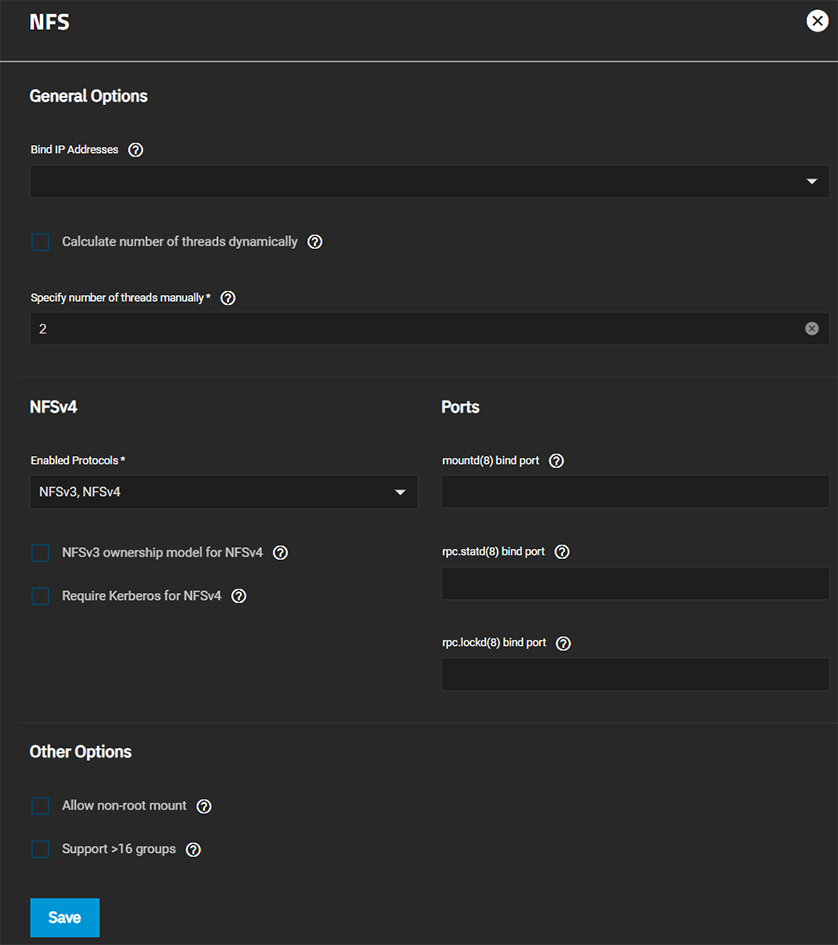 NFS
General Options
Bind IP Addresses
Calculate number of threads dynamically
Specify number of threads manually *
2
NFSv4
Enabled Protocols *
NFSv3, NFSv4
NFSv3 ownership model for NFSv4
Require Kerberos for NFSv4
Ports
mountd(8) bind port
rpc.statd(8) bind port
rpc.lockd(8) bind port
Other Options
Allow non-root mount
Support >16 groups
Save